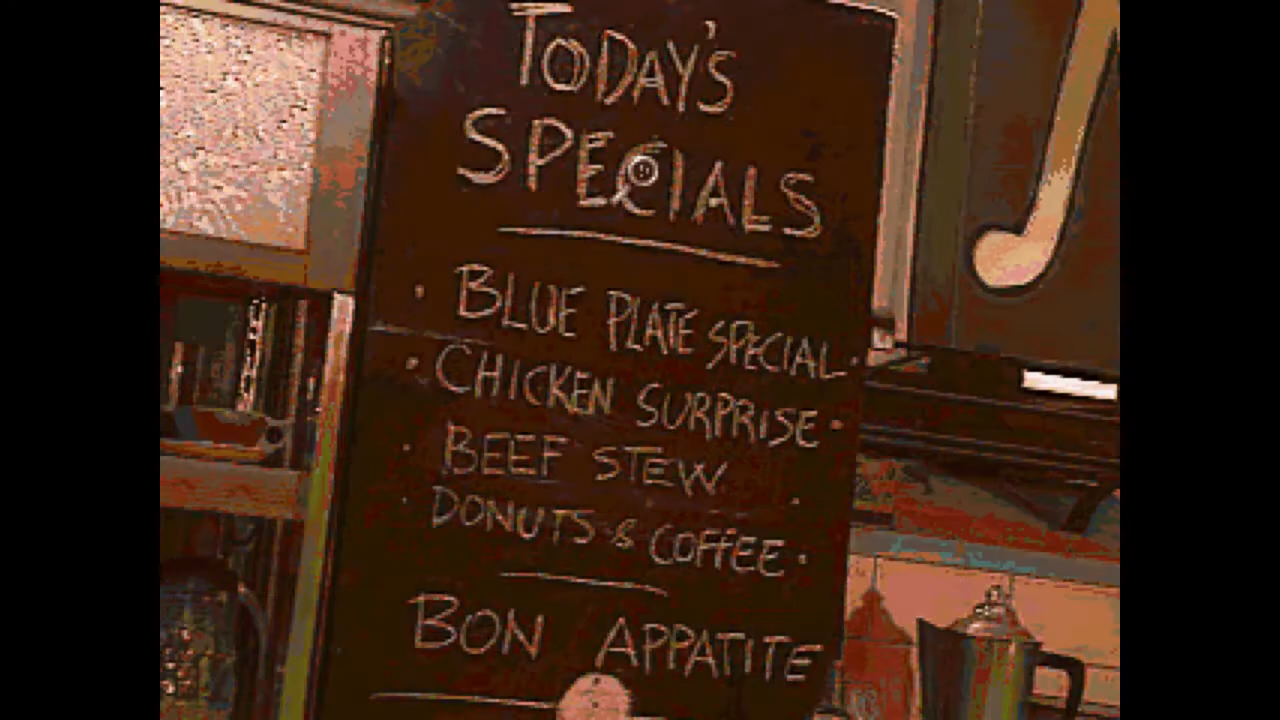 TODAY'S
SPECIALS
· BLUE PLATE SPECIAL ·
· CHICKEN SURPRISE ·
· BEEF STEW ·
· DONUTS & COFFEE ·
BON APPATITE